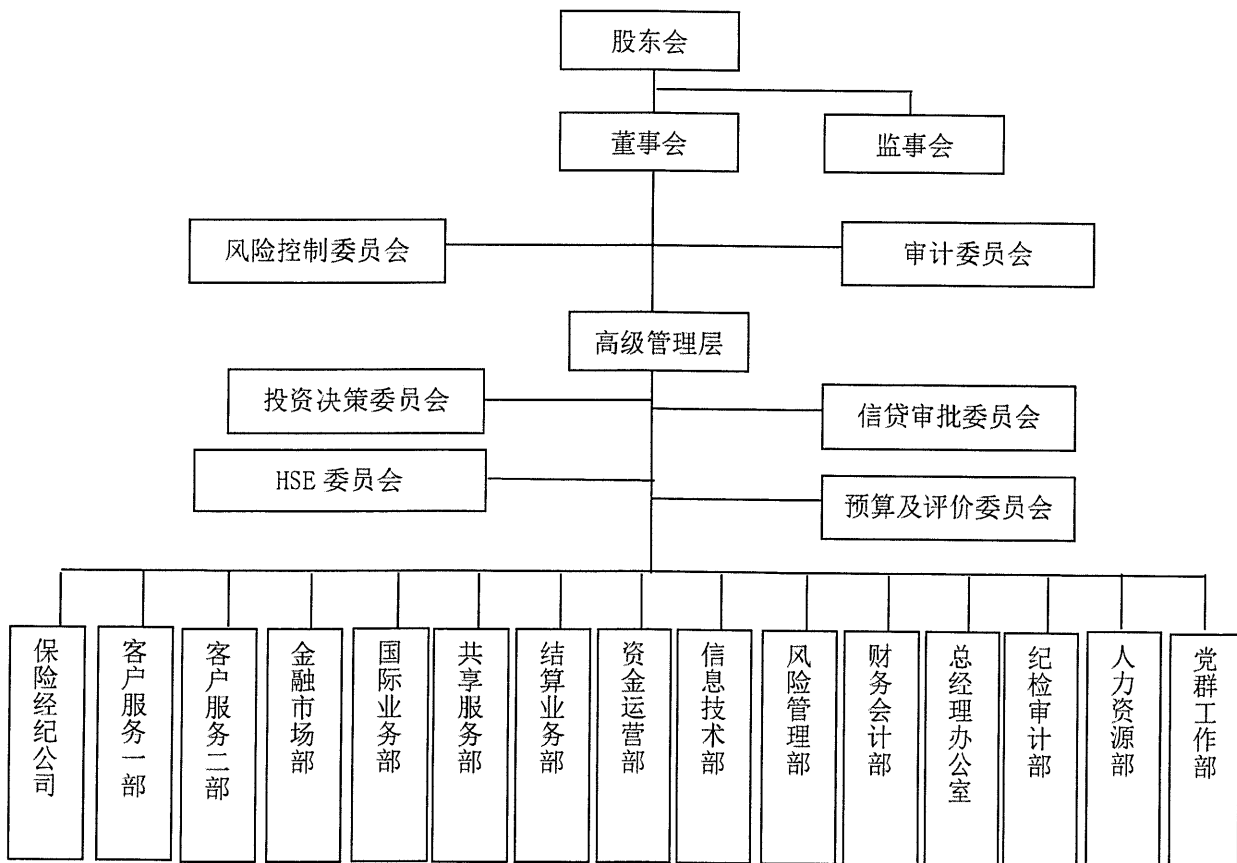 股东会
董事会
监事会
风险控制委员会
审计委员会
高级管理层
投资决策委员会
信贷审批委员会
HSE 委员会
预算及评价委员会
保险经纪公司
客户服务一部
客户服务二部
金融市场部
国际业务部
共享服务部
结算业务部
资金运营部
信息技术部
风险管理部
财务会计部
总经理办公室
纪检审计部
人力资源部
党群工作部